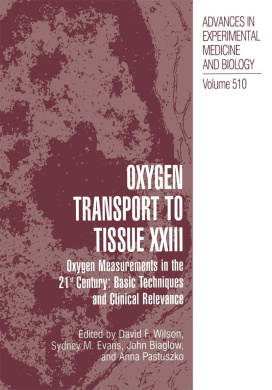 ADVANCES IN
EXPERIMENTAL
MEDICINE
AND BIOLOGY
Volume 510
OXYGEN
TRANSPORT TO
TISSUE XXIII
Oxygen Measurements in the
21st Century: Basic Techniques
and Clinical Relevance
Edited by David F. Wilson,
Sydney M. Evans, John Biaglow,
and Anna Pastuszko